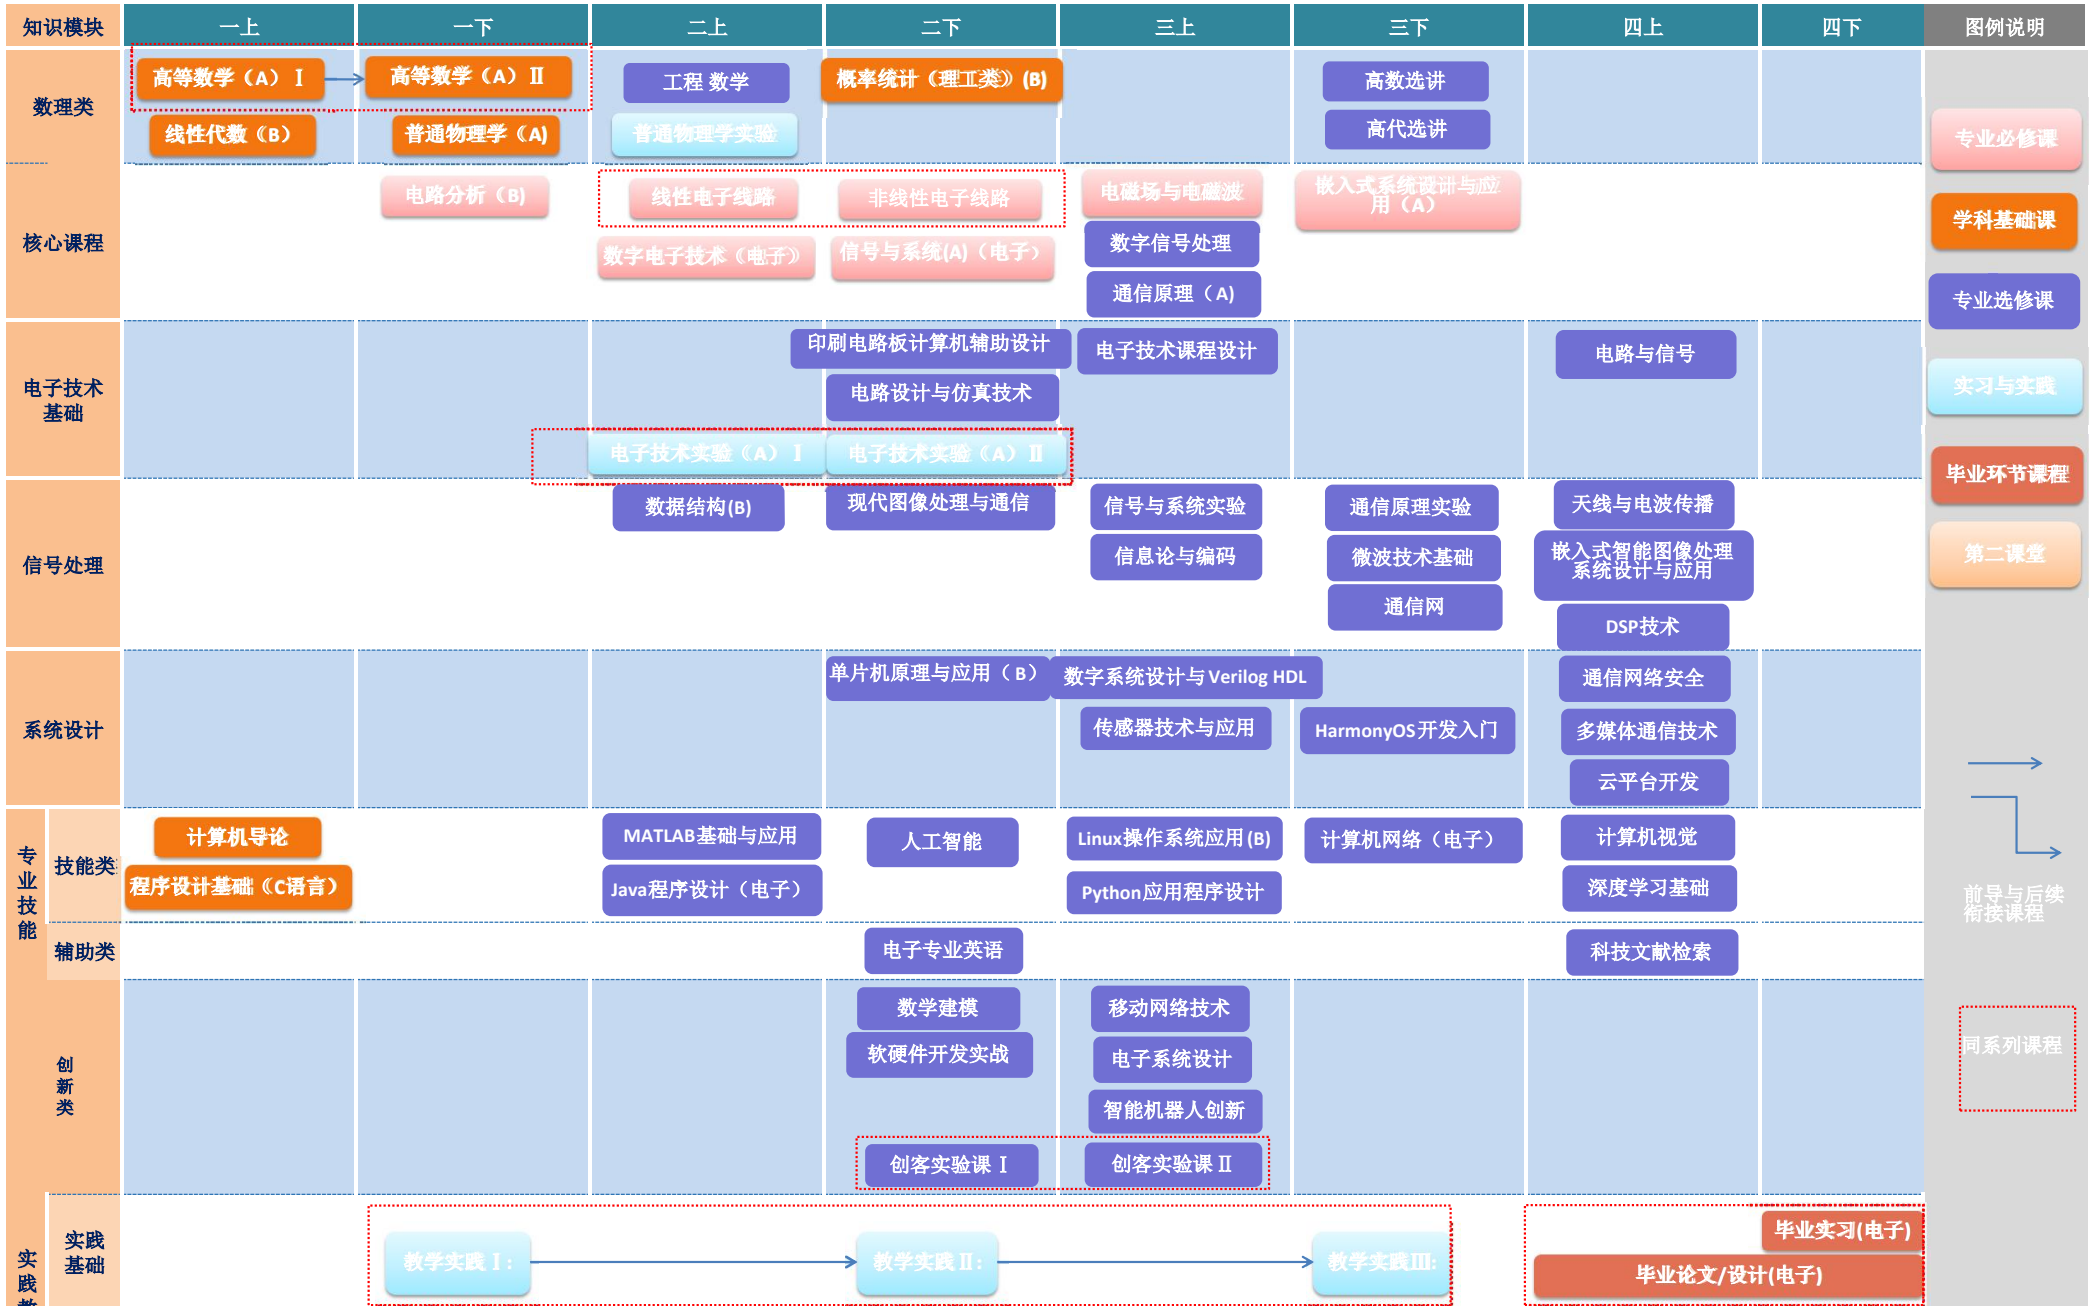 知识模块
一上
一下
二上
二下
三上
三下
四上
四下
图例说明
数理类
高等数学（A）Ⅰ
高等数学（A）Ⅱ
工程 数学
概率统计（理工类）(B)
高数选讲
线性代数（B）
普通物理学（A)
普通物理学实验
高代选讲
专业必修课
核心课程
电路分析（B)
线性电子线路
非线性电子线路
电磁场与电磁波
嵌入式系统设计与应
用（A）
数字电子技术（电子）
信号与系统(A)（电子）
数字信号处理
通信原理（A)
学科基础课
专业选修课
电子技术
基础
印刷电路板计算机辅助设计
电子技术课程设计
电路与信号
电路设计与仿真技术
电子技术实验（A）Ⅰ
电子技术实验（A）Ⅱ
实习与实践
毕业环节课程
信号处理
数据结构(B)
现代图像处理与通信
信号与系统实验
通信原理实验
天线与电波传播
信息论与编码
微波技术基础
嵌入式智能图像处理
系统设计与应用
通信网
DSP技术
第二课堂
系统设计
单片机原理与应用（B）
数字系统设计与Verilog HDL
通信网络安全
传感器技术与应用
HarmonyOS开发入门
多媒体通信技术
云平台开发
专
业
技
能
技能类
计算机导论
MATLAB基础与应用
人工智能
Linux操作系统应用(B)
计算机网络（电子）
计算机视觉
程序设计基础（C语言）
Java程序设计（电子）
Python应用程序设计
深度学习基础
前导与后续
衔接课程
辅助类
电子专业英语
科技文献检索
创
新
类
数学建模
移动网络技术
软硬件开发实战
电子系统设计
智能机器人创新
创客实验课Ⅰ
创客实验课Ⅱ
同系列课程
实
践
教
实践
基础
教学实践Ⅰ:
教学实践Ⅱ:
教学实践Ⅲ:
毕业实习(电子)
毕业论文/设计(电子)